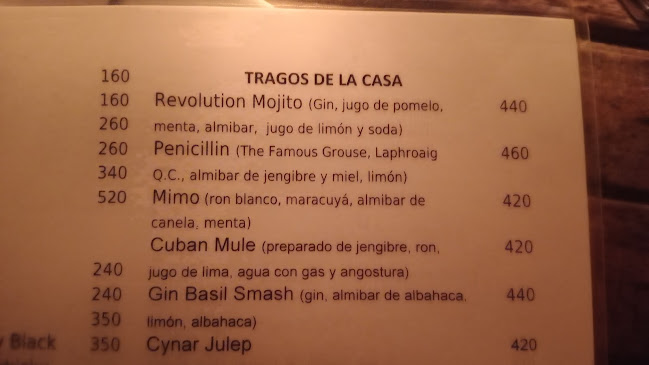 160
160
260
260
340
520
240
240
350
Black 350
TRAGOS DE LA CASA
Revolution Mojito (Gin, jugo de pomelo, 440
menta, almibar, jugo de limón y soda)
Penicillin (The Famous Grouse, Laphroaig 460
Q.C., almibar de jengibre y miel, limón)
Mimo (ron blanco, maracuyá, almibar de 420
canela, menta)
Cuban Mule (preparado de jengibre, ron, 420
jugo de lima, agua con gas y angostura)
Gin Basil Smash (gin, almibar de albahaca, 440
limón, albahaca)
Cynar Julep 420